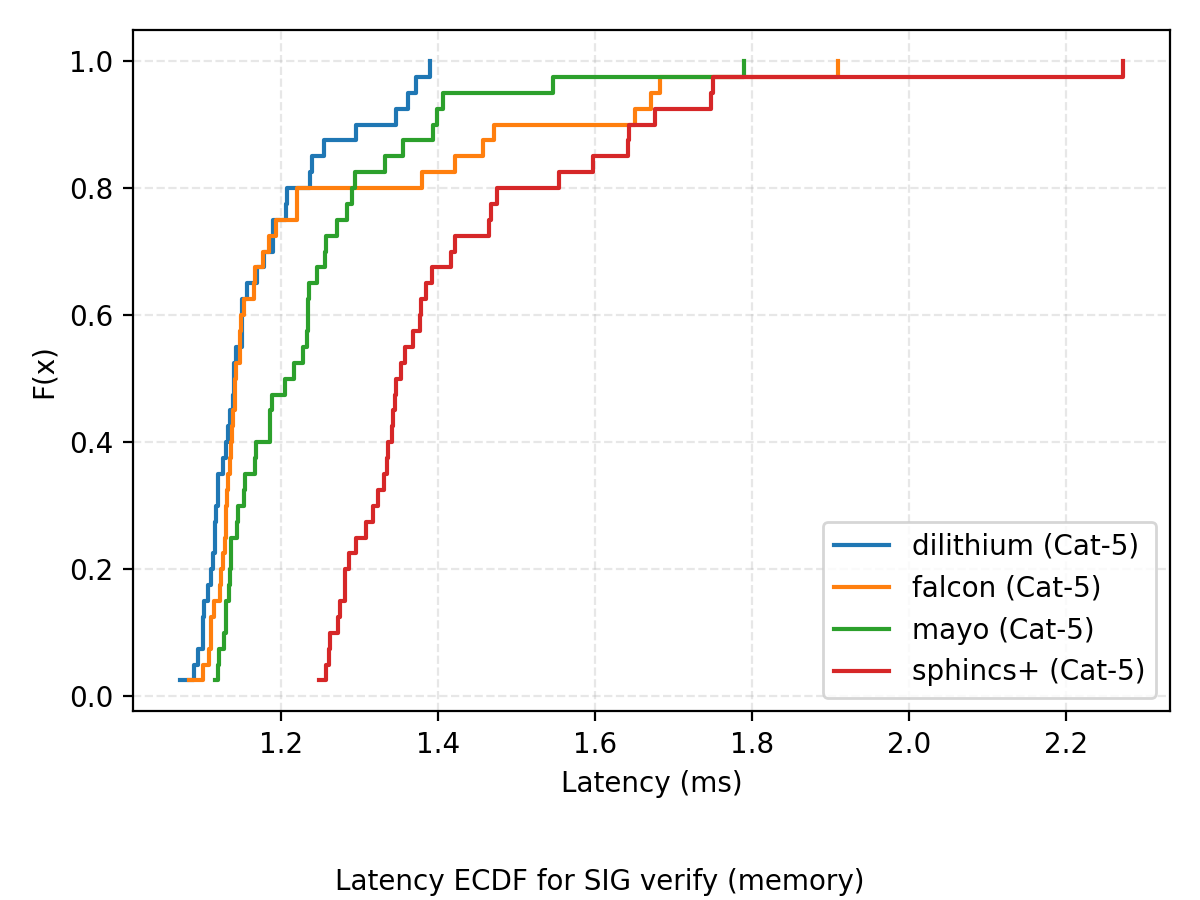 1.0
0.8
0.6
0.4
0.2
0.0
F(x)
dilithium (Cat-5)
falcon (Cat-5)
mayo (Cat-5)
sphincs+ (Cat-5)
1.2 1.4 1.6 1.8 2.0 2.2
Latency (ms)
Latency ECDF for SIG verify (memory)